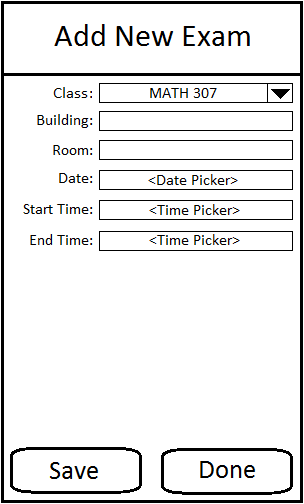 Add New Exam
Class: MATH 307
Building:
Room:
Date: <Date Picker>
Start Time: <Time Picker>
End Time: <Time Picker>
Save Done